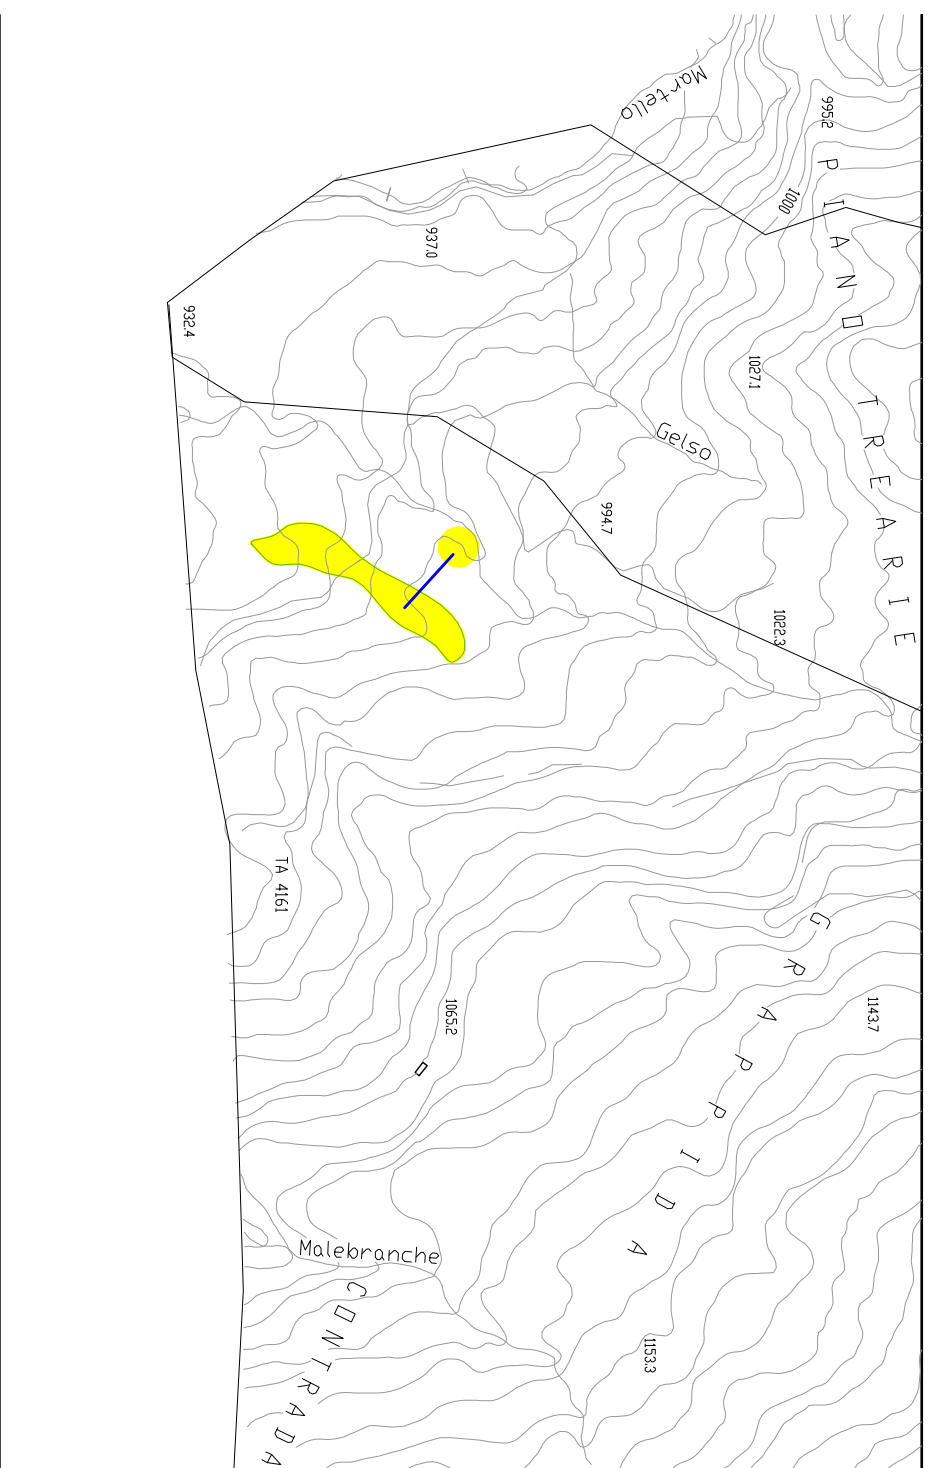 Martello
995.2
1000
PIANO TRE ARIE
937.0
932.4
1027.1
Gelso
994.7
1022.3
TA 4161
GRAPPIDA
1143.7
1065.2
Malebranche
CONTRADA
1153.3